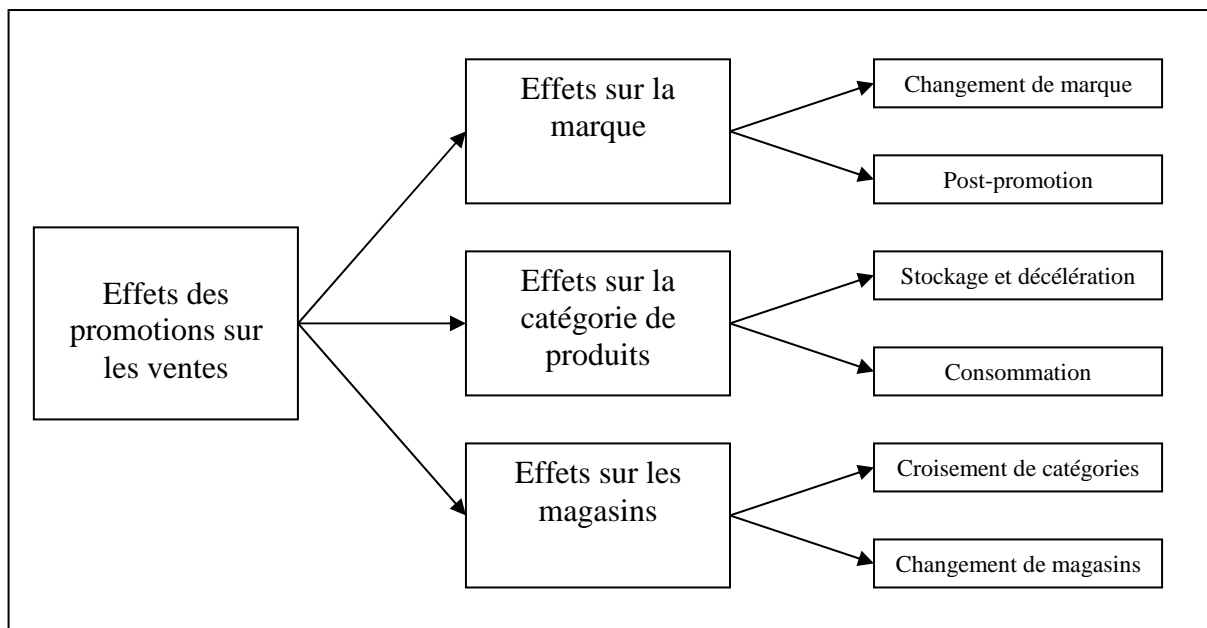 Effets des
promotions sur
les ventes
Effets sur la
marque
Effets sur la
catégorie de
produits
Effets sur les
magasins
Changement de marque
Post-promotion
Stockage et décélération
Consommation
Croisement de catégories
Changement de magasins